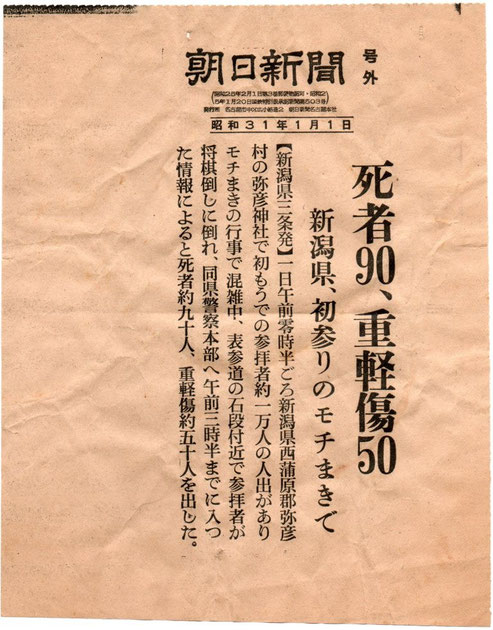 朝日新聞
号外
昭和31年1月1日
死者90、重軽傷50
新潟県、初参りのモチまきで
【新潟県三条発】一日午前零時半ごろ新潟県西蒲原郡弥彦
村の弥彦神社で初もうでの参拝者約一万人の人出があり
モチまきの行事で混雑中、表参道の石段付近で参拝者が
将棋倒しに倒れ、同県警察本部へ午前三時半までに入つ
た情報によると死者約九十人、重軽傷約五十人を出した。